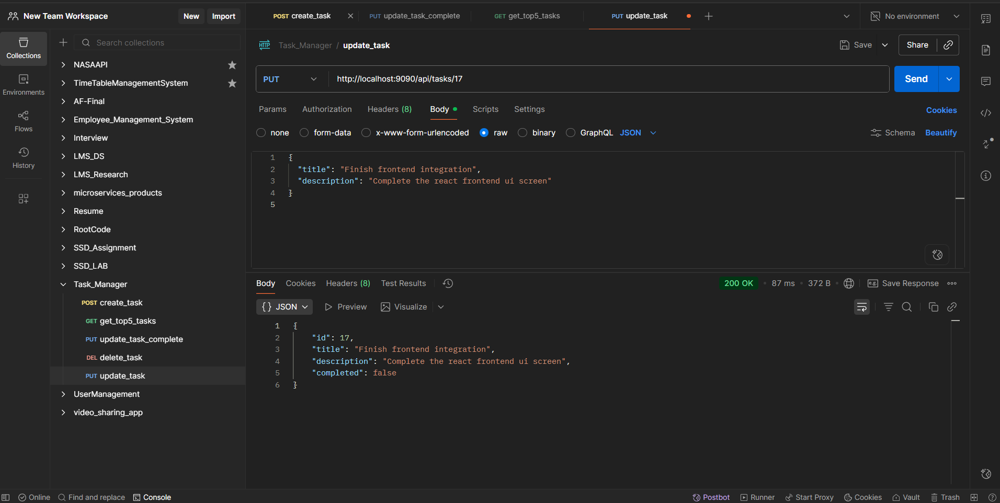 New Team Workspace
New
Import
POST create_task
PUT update_task_complete
GET get_top5_tasks
PUT update_task
No environment
Collections
Environments
Flows
History
Search collections
NASAAPI
TimeTableManagementSystem
AF-Final
Employee_Management_System
Interview
LMS_DS
LMS_Research
microservices_products
Resume
RootCode
SSD_Assignment
SSD_LAB
Task_Manager
POST create_task
GET get_top5_tasks
PUT update_task_complete
DEL delete_task
PUT update_task
UserManagement
video_sharing_app
HTTP Task_Manager / update_task
Save
Share
PUT
http://localhost:9090/api/tasks/17
Send
Params
Authorization
Headers (8)
Body
Scripts
Settings
Cookies
none
form-data
x-www-form-urlencoded
raw
binary
GraphQL
JSON
Schema
Beautify
1 {
2 "title": "Finish frontend integration",
3 "description": "Complete the react frontend ui screen"
4 }
5
Body
Cookies
Headers (8)
Test Results
200 OK
87 ms
372 B
e.g. Save Response
{} JSON
Preview
Visualize
1 {
2 "id": 17,
3 "title": "Finish frontend integration",
4 "description": "Complete the react frontend ui screen",
5 "completed": false
6 }
Online
Find and replace
Console
Postbot
Runner
Start Proxy
Cookies
Vault
Trash